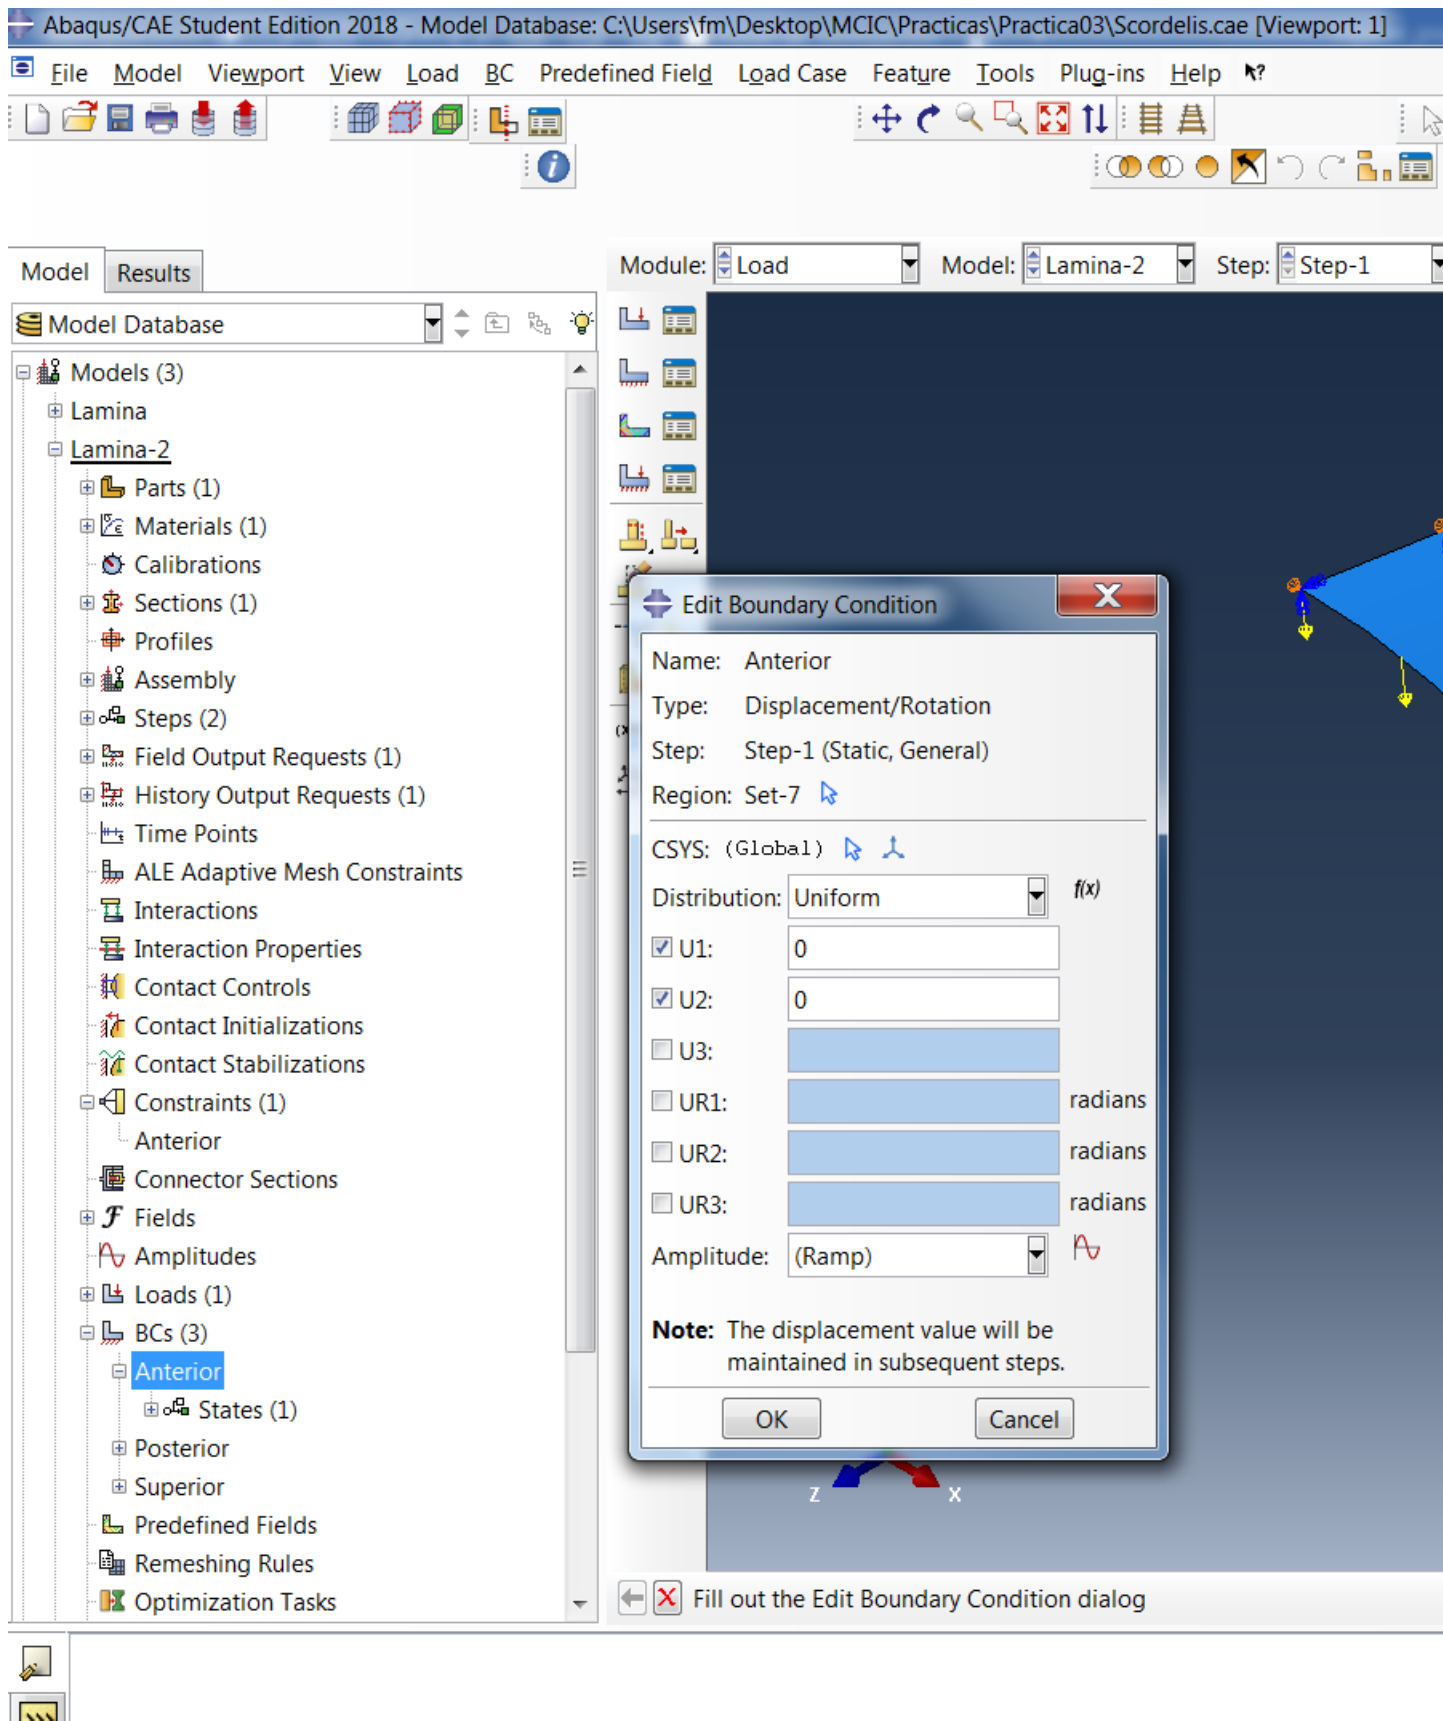 Abaqus/CAE Student Edition 2018 - Model Database: C:\Users\fm\Desktop\MCIC\Practicas\Practica03\Scordelis.cae [Viewport: 1]
File Model Viewport View Load BC Predefined Field Load Case Feature Tools Plug-ins Help
Model Results
Module: Load Model: Lamina-2 Step: Step-1
Model Database
Models (3)
Lamina
Lamina-2
Parts (1)
Materials (1)
Calibrations
Sections (1)
Profiles
Assembly
Steps (2)
Field Output Requests (1)
History Output Requests (1)
Time Points
ALE Adaptive Mesh Constraints
Interactions
Interaction Properties
Contact Controls
Contact Initializations
Contact Stabilizations
Constraints (1)
Anterior
Connector Sections
Fields
Amplitudes
Loads (1)
BCs (3)
Anterior
States (1)
Posterior
Superior
Predefined Fields
Remeshing Rules
Optimization Tasks
Edit Boundary Condition
Name: Anterior
Type: Displacement/Rotation
Step: Step-1 (Static, General)
Region: Set-7
CSYS: (Global)
Distribution: Uniform f(x)
U1: 0
U2: 0
U3:
UR1: radians
UR2: radians
UR3: radians
Amplitude: (Ramp)
Note: The displacement value will be
maintained in subsequent steps.
OK Cancel
Z X
Fill out the Edit Boundary Condition dialog